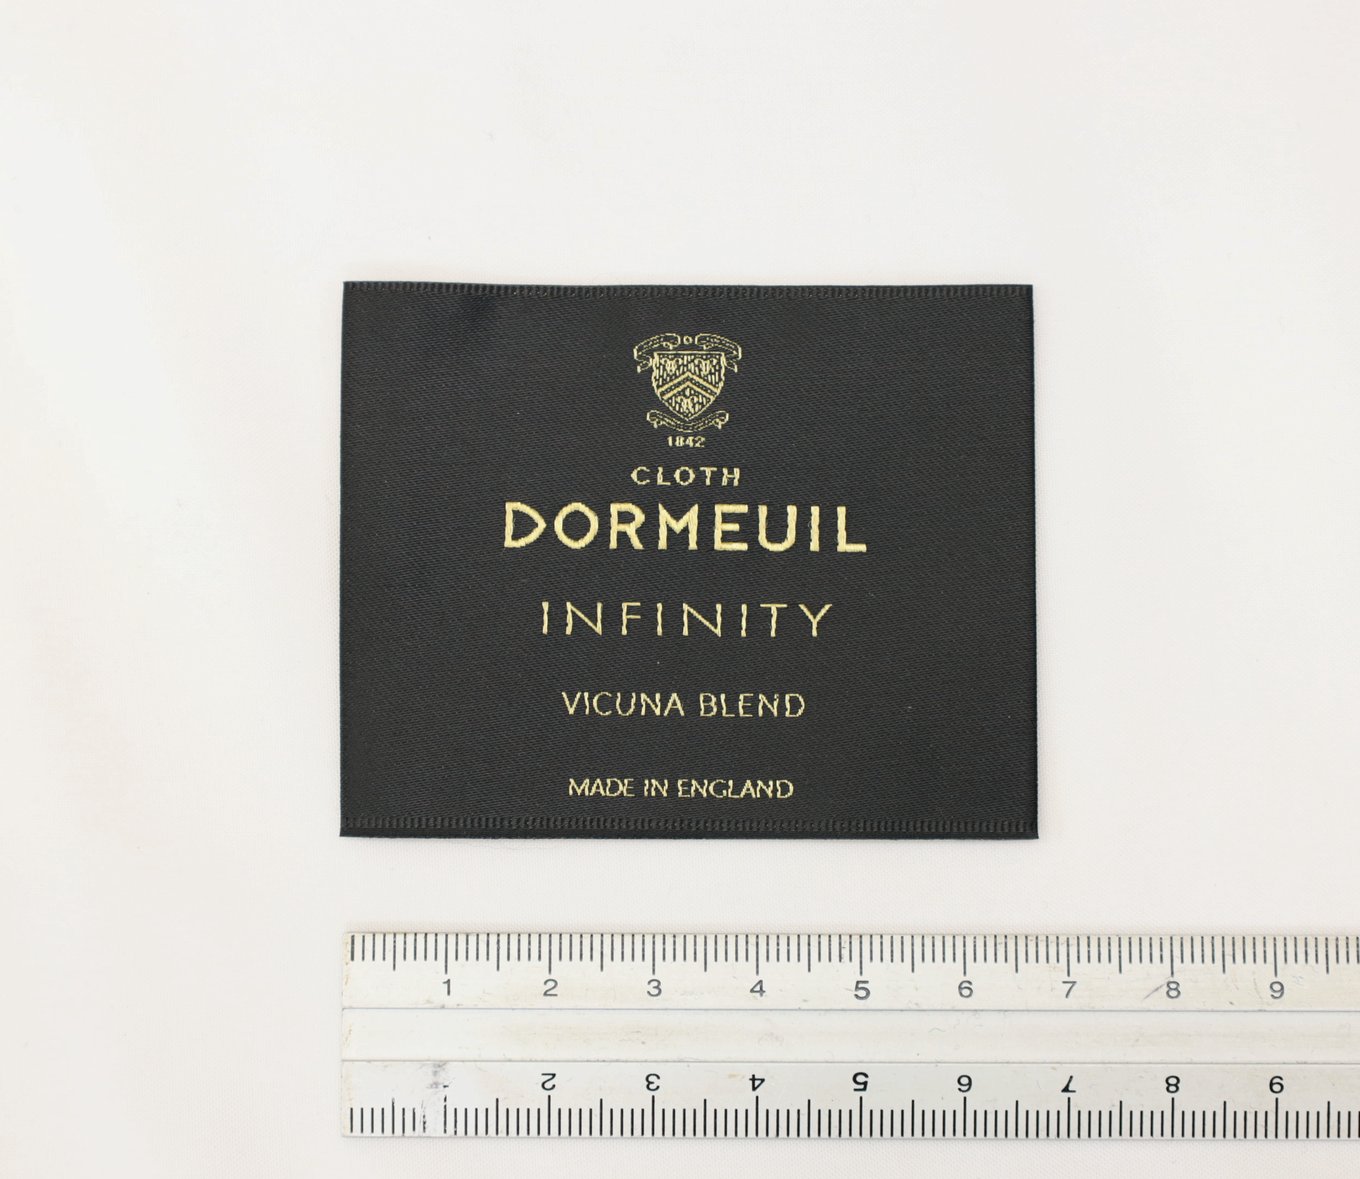 1842
CLOTH
DORMEUIL
INFINITY
VICUNA BLEND
MADE IN ENGLAND
1 2 3 4 5 6 7 8 9
2 3 4 5 6 7 8 9